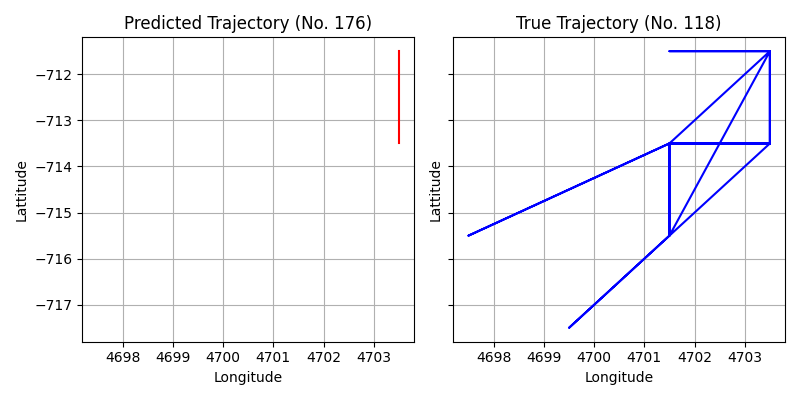 Predicted Trajectory (No. 176)
True Trajectory (No. 118)
−712
−713
−714
−715
−716
−717
Lattitude
Lattitude
4698 4699 4700 4701 4702 4703
4698 4699 4700 4701 4702 4703
Longitude
Longitude